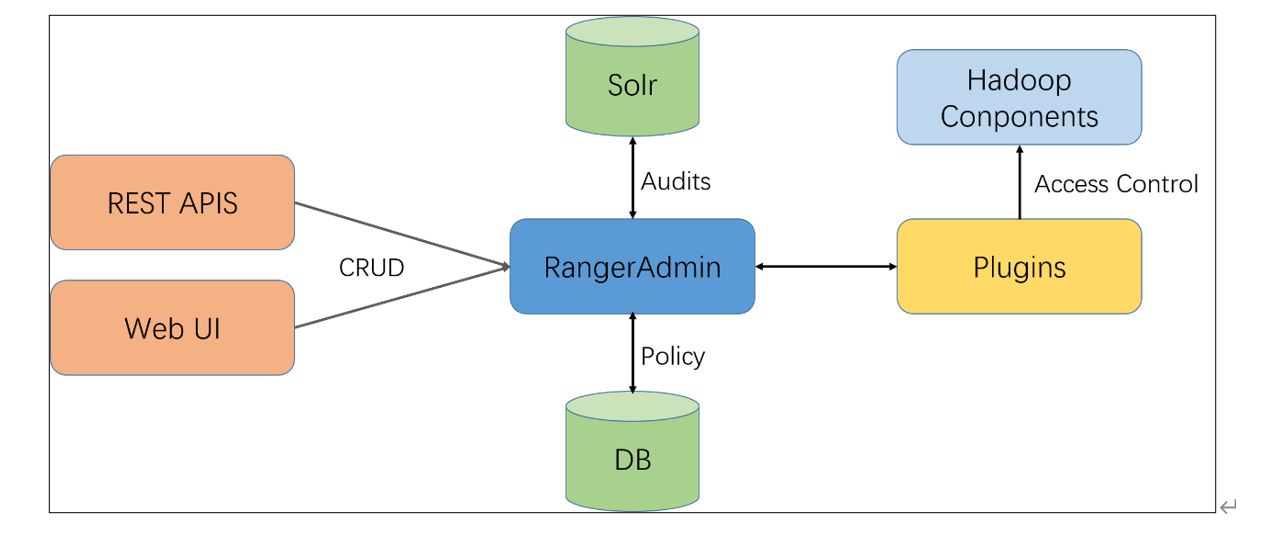 Solr
Hadoop
Conponents
Audits
Access Control
REST APIS
CRUD
RangerAdmin
Plugins
Web UI
Policy
DB